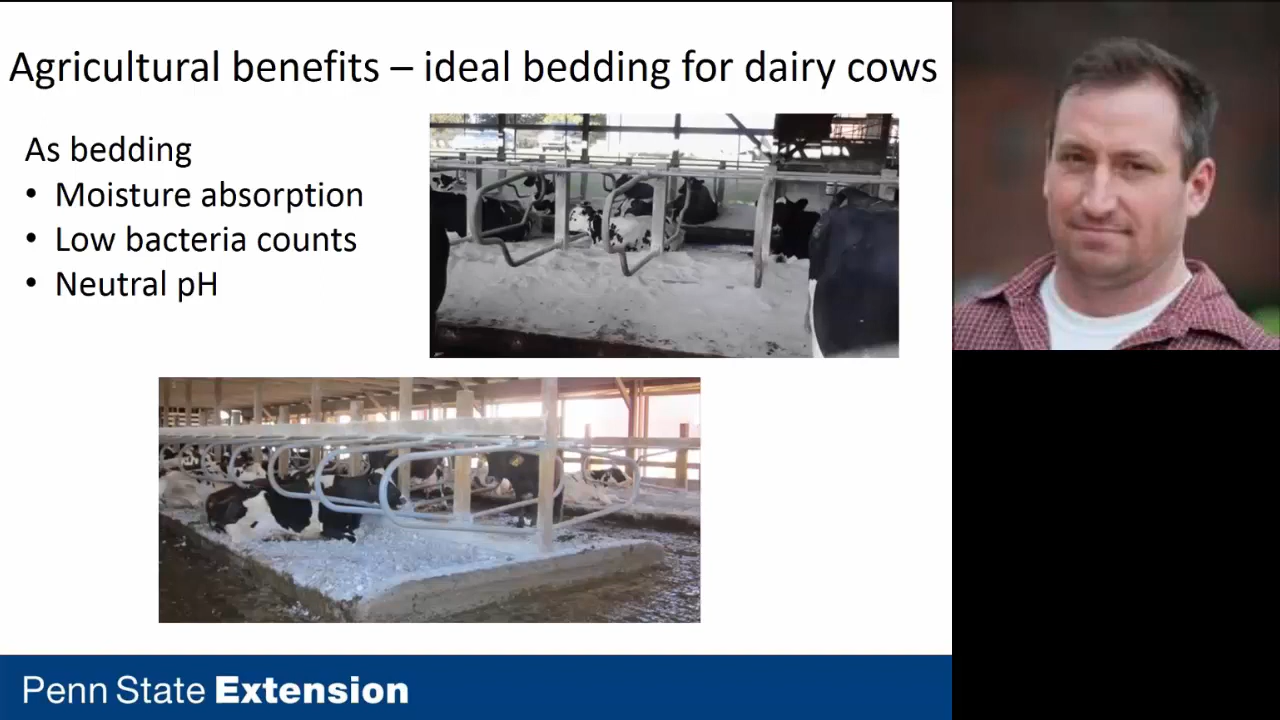 Agricultural benefits – ideal bedding for dairy cows
As bedding
• Moisture absorption
• Low bacteria counts
• Neutral pH
Penn State Extension